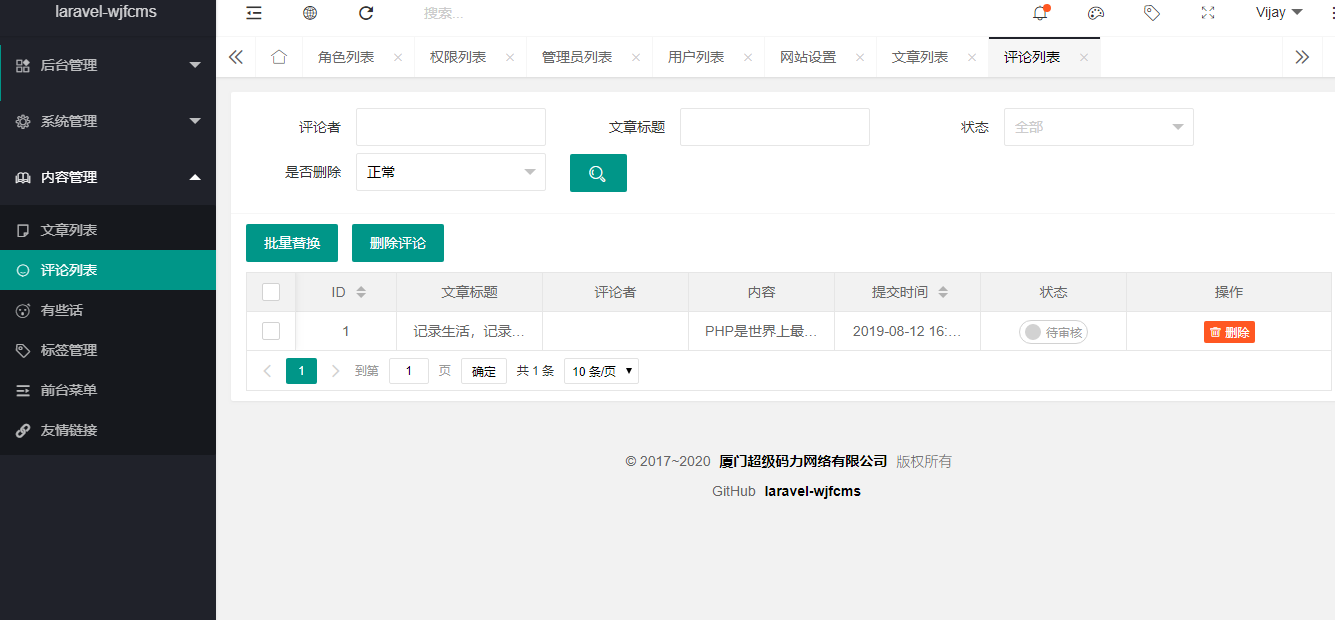 laravel-wjfcms
搜索...
Vijay
后台管理
系统管理
内容管理
文章列表
评论列表
有些话
标签管理
前台菜单
友情链接
角色列表 权限列表 管理员列表 用户列表 网站设置 文章列表 评论列表
评论者 文章标题 状态 全部
是否删除 正常
批量替换 删除评论
ID 文章标题 评论者 内容 提交时间 状态 操作
1 记录生活，记录... PHP是世界上最... 2019-08-12 16:... 待审核 删除
1 到第 1 页 确定 共 1 条 10 条/页
© 2017~2020 厦门超级码力网络有限公司 版权所有
GitHub laravel-wjfcms